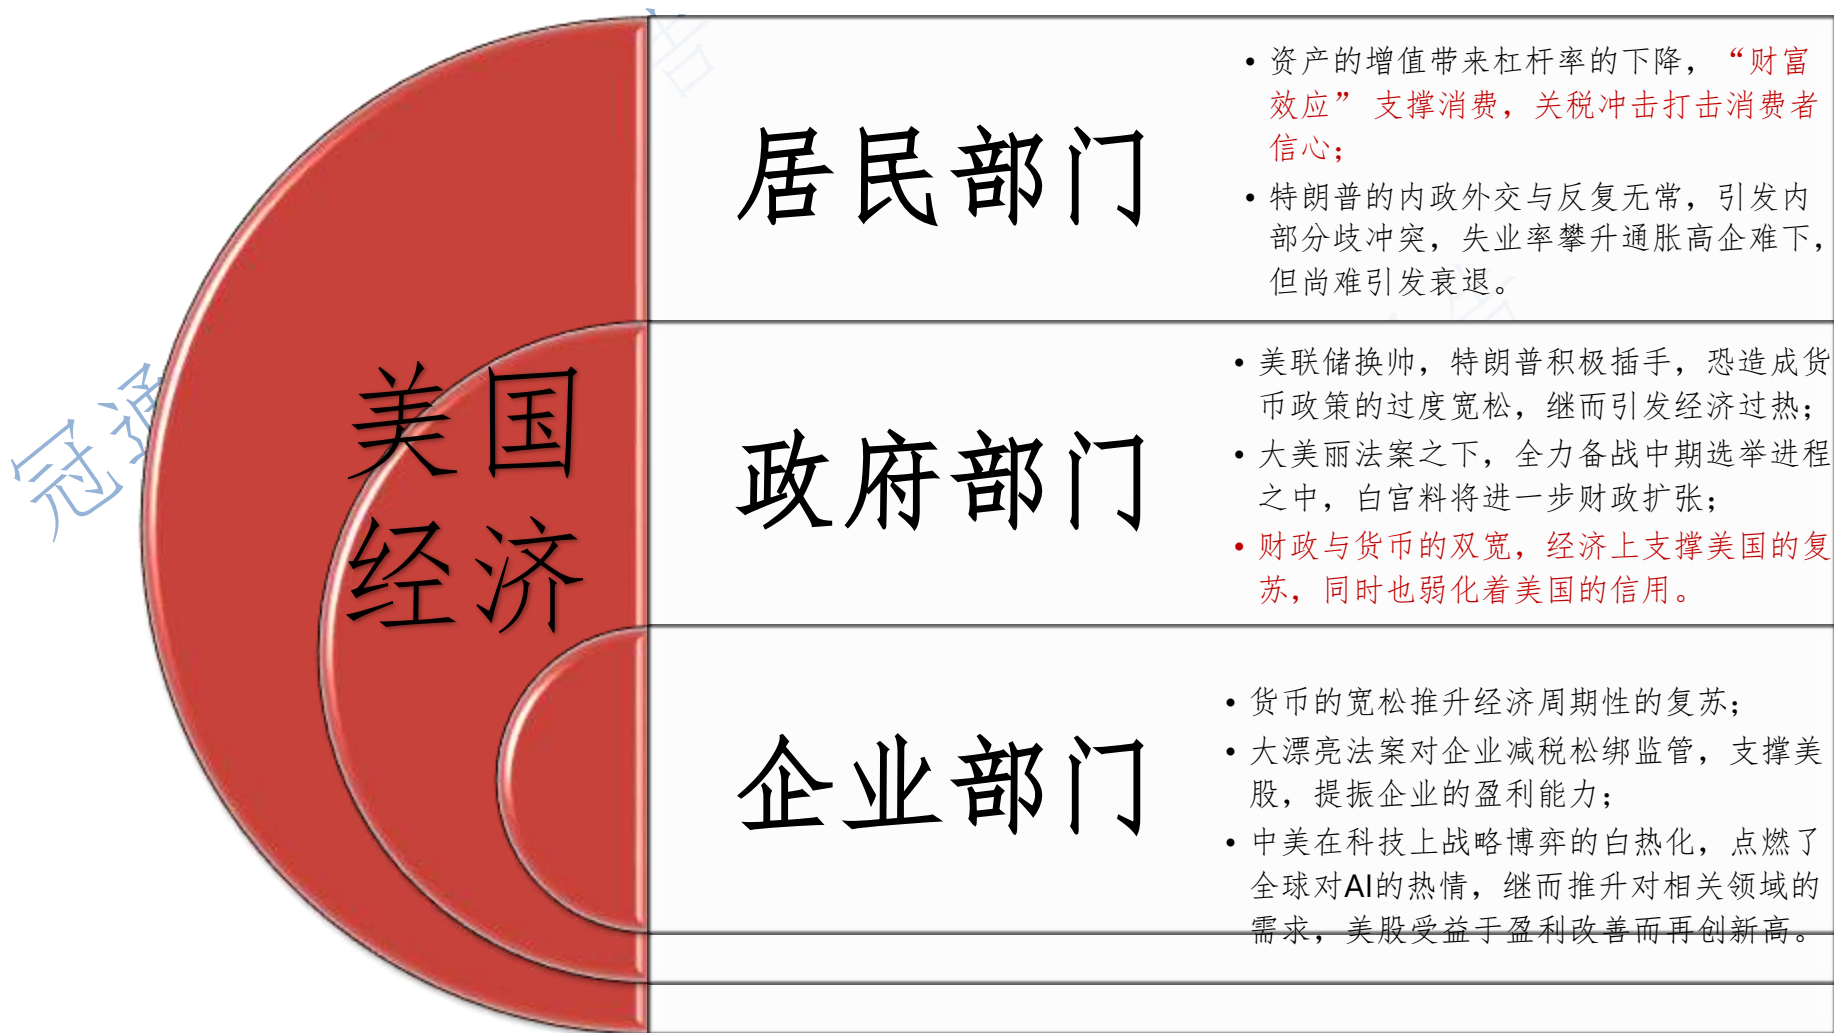 美国
经济
居民部门
• 资产的增值带来杠杆率的下降，“财富
效应” 支撑消费，关税冲击打击消费者
信心；
• 特朗普的内政外交与反复无常，引发内
部分歧冲突，失业率攀升通胀高企难下，
但尚难引发衰退。
政府部门
• 美联储换帅，特朗普积极插手，恐造成货
币政策的过度宽松，继而引发经济过热；
• 大美丽法案之下，全力备战中期选举进程
之中，白宫料将进一步财政扩张；
• 财政与货币的双宽，经济上支撑美国的复
苏，同时也弱化着美国的信用。
企业部门
• 货币的宽松推升经济周期性的复苏；
• 大漂亮法案对企业减税松绑监管，支撑美
股，提振企业的盈利能力；
• 中美在科技上战略博弈的白热化，点燃了
全球对AI的热情，继而推升对相关领域的
需求，美股受益于盈利改善而再创新高。
冠通